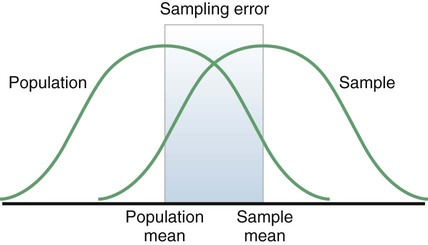 Sampling error
Population
Sample
Population
mean
Sample
mean